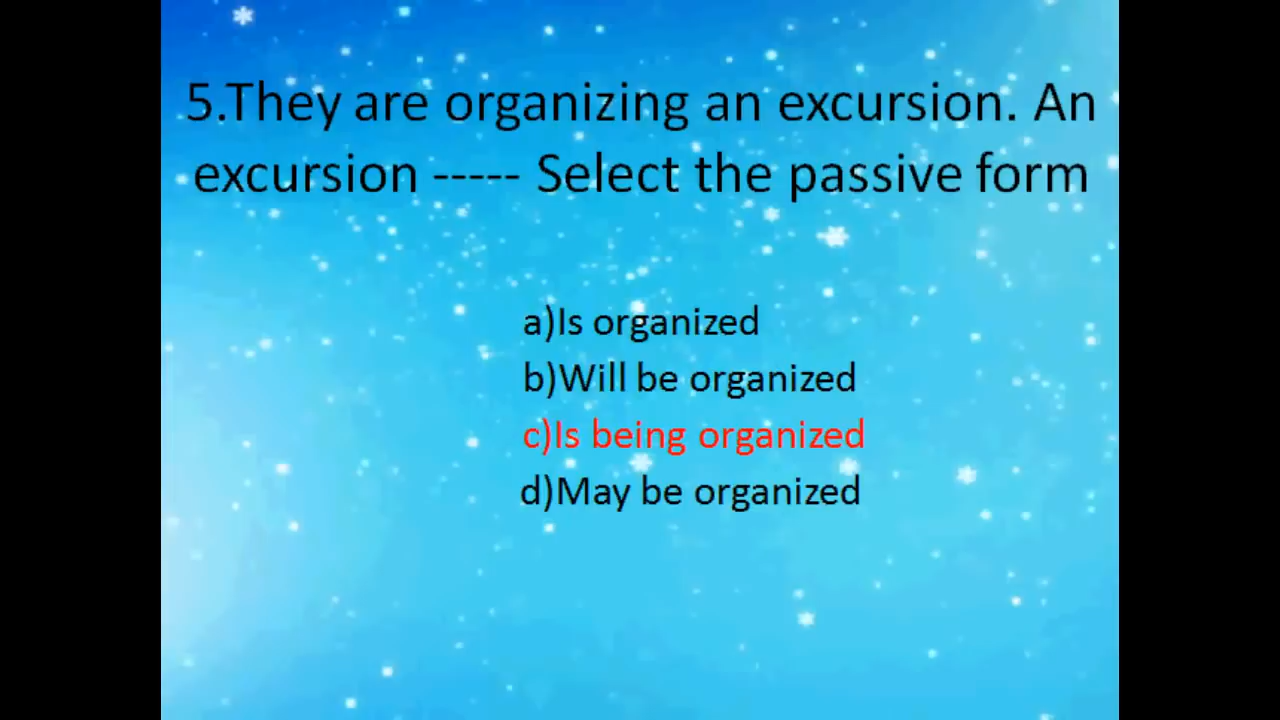 5.They are organizing an excursion. An
excursion ----- Select the passive form
a)Is organized
b)Will be organized
c)Is being organized
d)May be organized